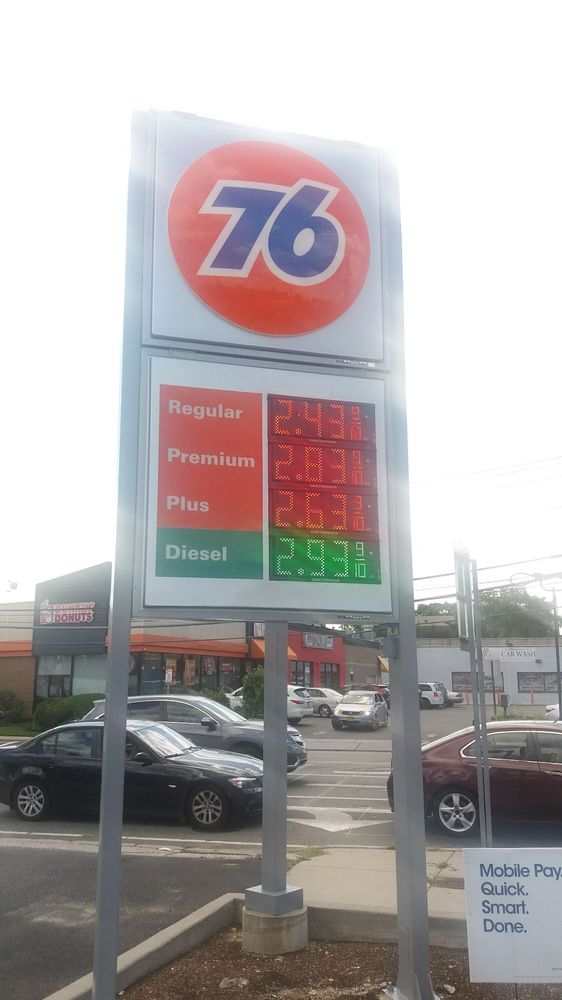 76
Regular 2.43 9/10
Premium 2.83 9/10
Plus 2.63 9/10
Diesel 2.93 9/10
DUNKIN'
DONUTS
CAR WASH
Mobile Pay.
Quick.
Smart.
Done.